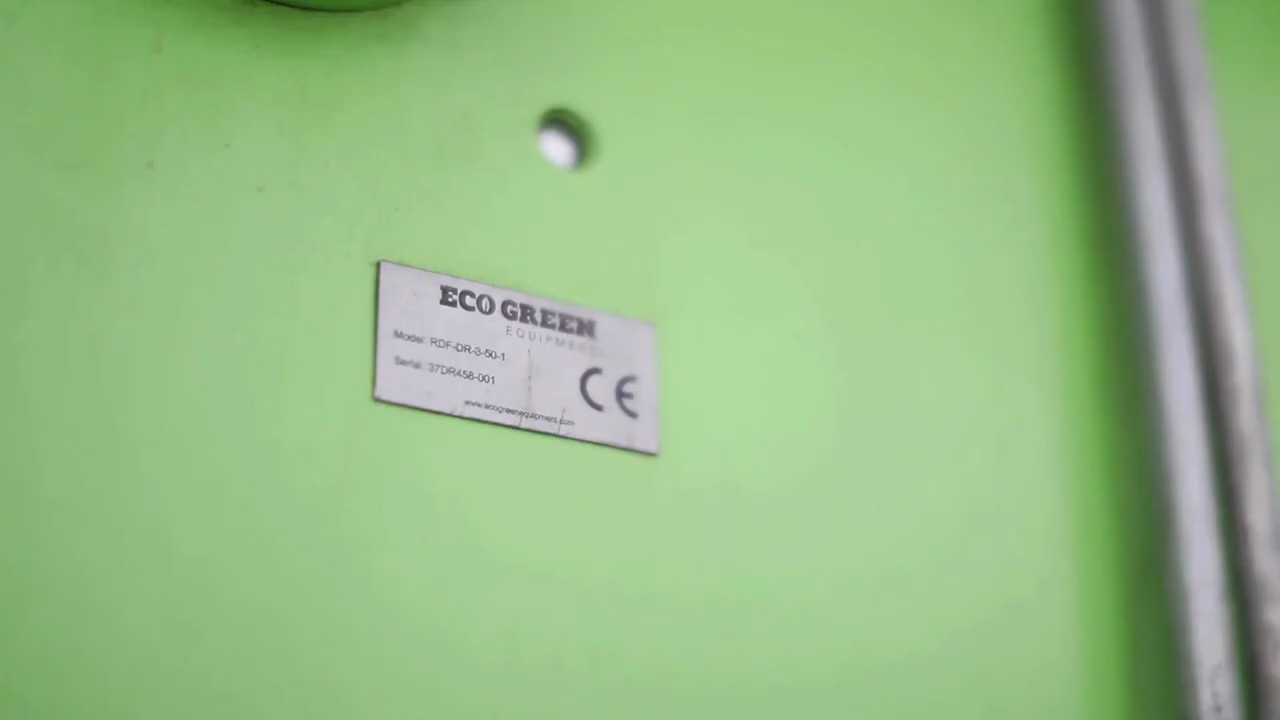 ECO GREEN
EQUIPMENT
Model: RDF-DR-3-50-1
Serial: 37DR458-001
CE
www.ecogreenequipment.com